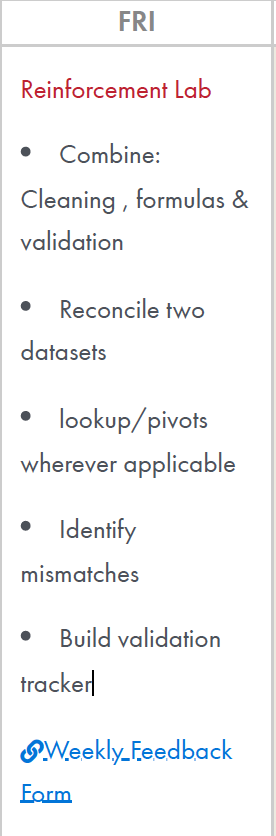 FRI
Reinforcement Lab
• Combine:
Cleaning , formulas &
validation
• Reconcile two
datasets
• lookup/pivots
wherever applicable
• Identify
mismatches
• Build validation
tracker
Weekly Feedback
Form